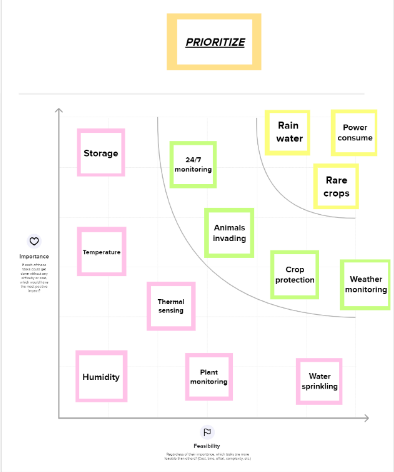 PRIORITIZE
Rain
water
Power
consume
Storage
24/7
monitoring
Rare
crops
Animals
invading
Temperature
Importance
Crop
protection
Weather
monitoring
Thermal
sensing
Humidity
Plant
monitoring
Water
sprinkling
Feasibility